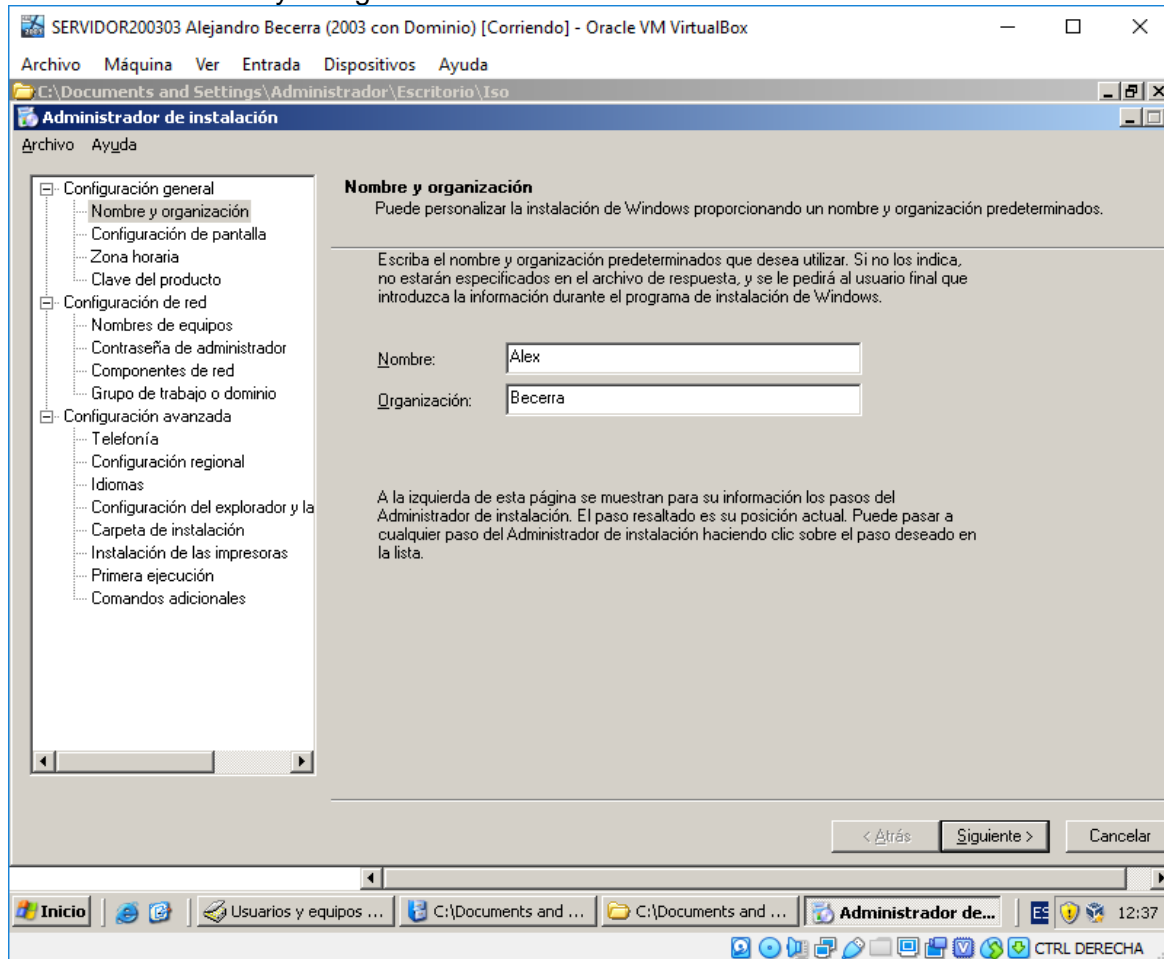 SERVIDOR200303 Alejandro Becerra (2003 con Dominio) [Corriendo] - Oracle VM VirtualBox
Archivo Máquina Ver Entrada Dispositivos Ayuda
C:\Documents and Settings\Administrador\Escritorio\Iso
Administrador de instalación
Archivo Ayuda
Configuración general
Nombre y organización
Configuración de pantalla
Zona horaria
Clave del producto
Configuración de red
Nombres de equipos
Contraseña de administrador
Componentes de red
Grupo de trabajo o dominio
Configuración avanzada
Telefonía
Configuración regional
Idiomas
Configuración del explorador y la
Carpeta de instalación
Instalación de las impresoras
Primera ejecución
Comandos adicionales
Nombre y organización
Puede personalizar la instalación de Windows proporcionando un nombre y organización predeterminados.
Escriba el nombre y organización predeterminados que desea utilizar. Si no los indica,
no estarán especificados en el archivo de respuesta, y se le pedirá al usuario final que
introduzca la información durante el programa de instalación de Windows.
Nombre: Alex
Organización: Becerra
A la izquierda de esta página se muestran para su información los pasos del
Administrador de instalación. El paso resaltado es su posición actual. Puede pasar a
cualquier paso del Administrador de instalación haciendo clic sobre el paso deseado en
la lista.
< Atrás Siguiente > Cancelar
Inicio Usuarios y equipos ... C:\Documents and ... C:\Documents and ... Administrador de... ES 12:37
CTRL DERECHA